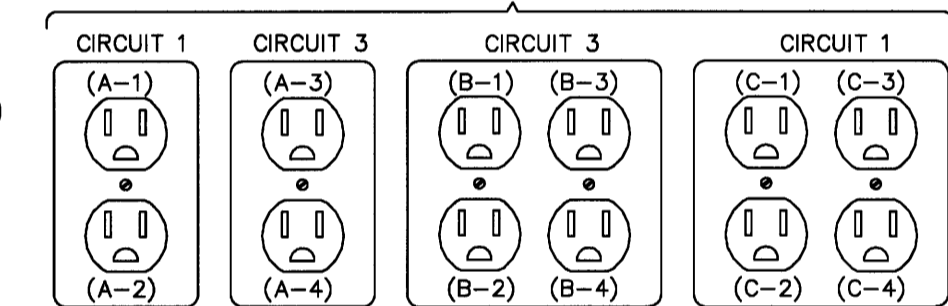 CIRCUIT 1 CIRCUIT 3 CIRCUIT 3 CIRCUIT 1
(A-1) (A-3) (B-1) (B-3) (C-1) (C-3)
(A-2) (A-4) (B-2) (B-4) (C-2) (C-4)